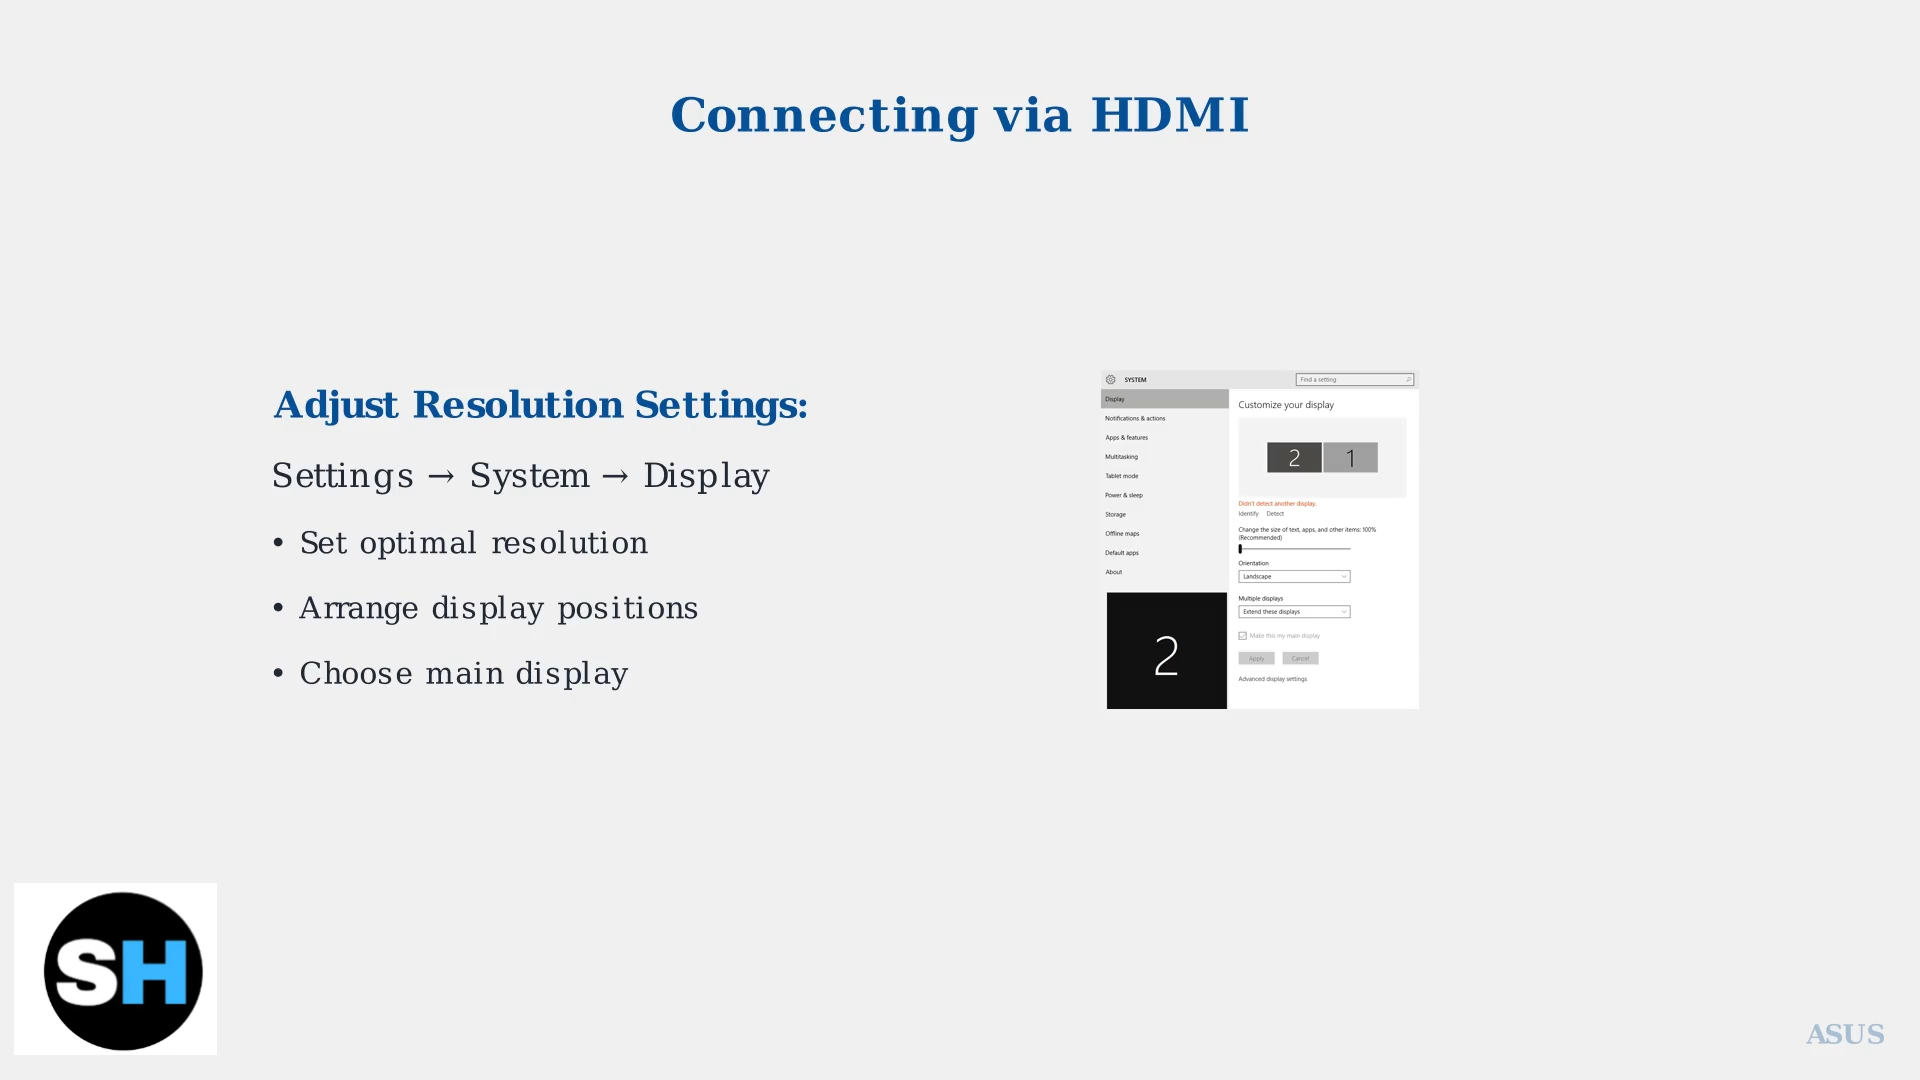 Connecting via HDMI
Adjust Resolution Settings:
Settings → System → Display
• Set optimal resolution
• Arrange display positions
• Choose main display
SYSTEM
Find a setting
Display
Notifications & actions
Apps & features
Multitasking
Tablet mode
Power & sleep
Storage
Offline maps
Default apps
About
2
Customize your display
2 1
Didn't detect another display.
Identify Detect
Change the size of text, apps, and other items: 100%
(Recommended)
Orientation
Landscape
Multiple displays
Extend these displays
Make this my main display
Apply Cancel
Advanced display settings
SH
ASUS